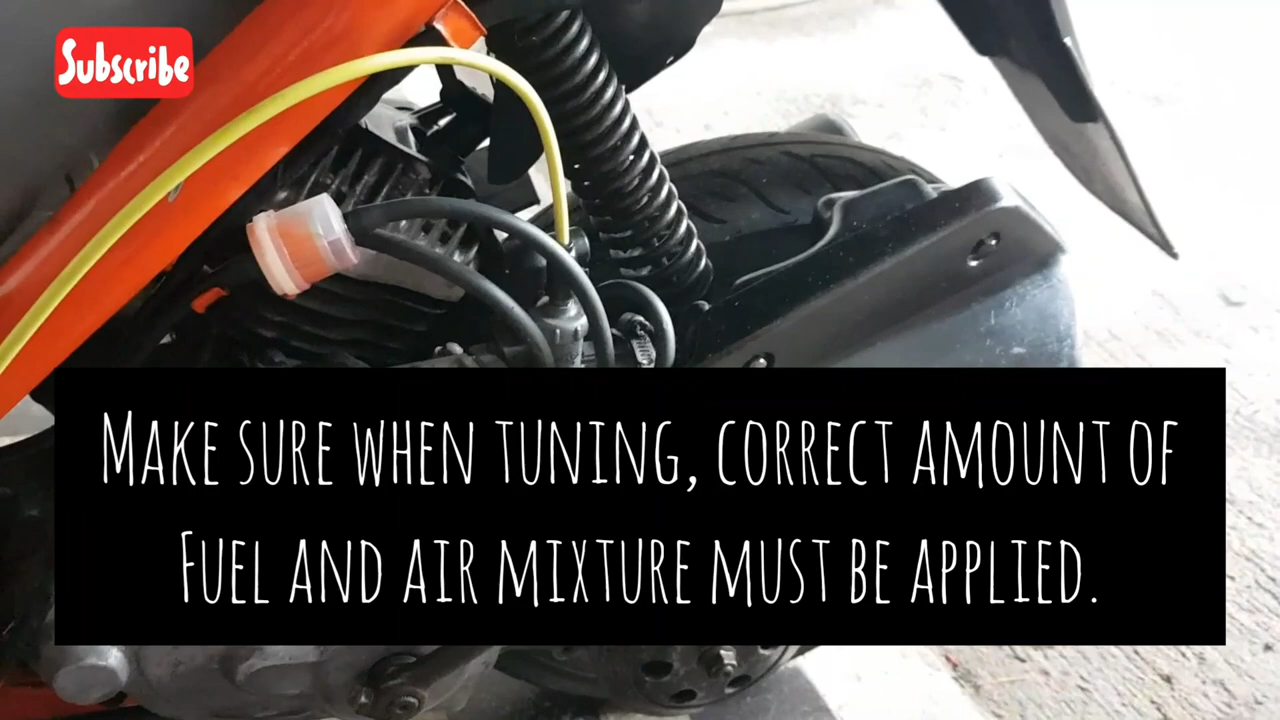 Subscribe
Make sure when tuning, correct amount of
Fuel and air mixture must be applied.